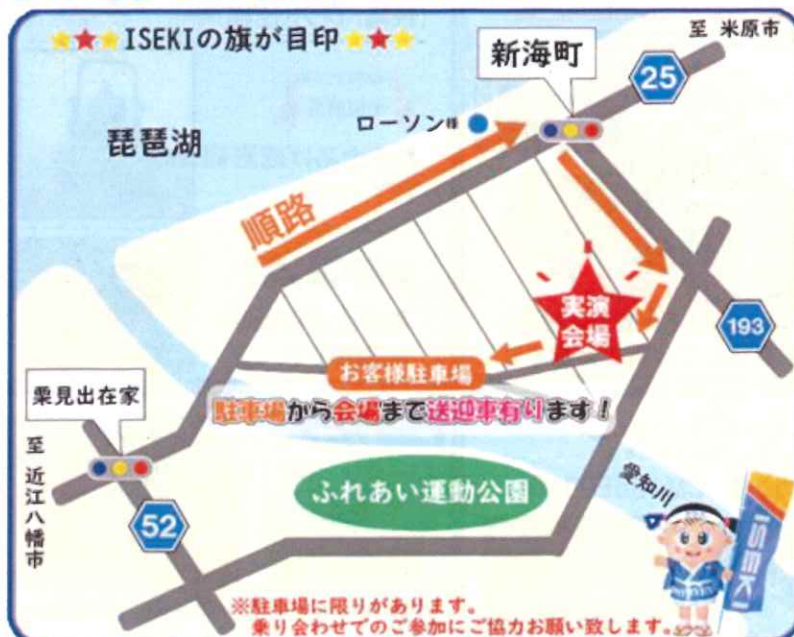 ★★★ISEKIの旗が目印★★★
至 米原市
新海町
25
ローソン様
琵琶湖
順路
実演
会場
193
お客様駐車場
駐車場から会場まで送迎車有ります!
栗見出在家
至 近江八幡市
52
ふれあい運動公園
愛知川
ISEKI
※駐車場に限りがあります。
乗り合わせでのご参加にご協力お願い致します。